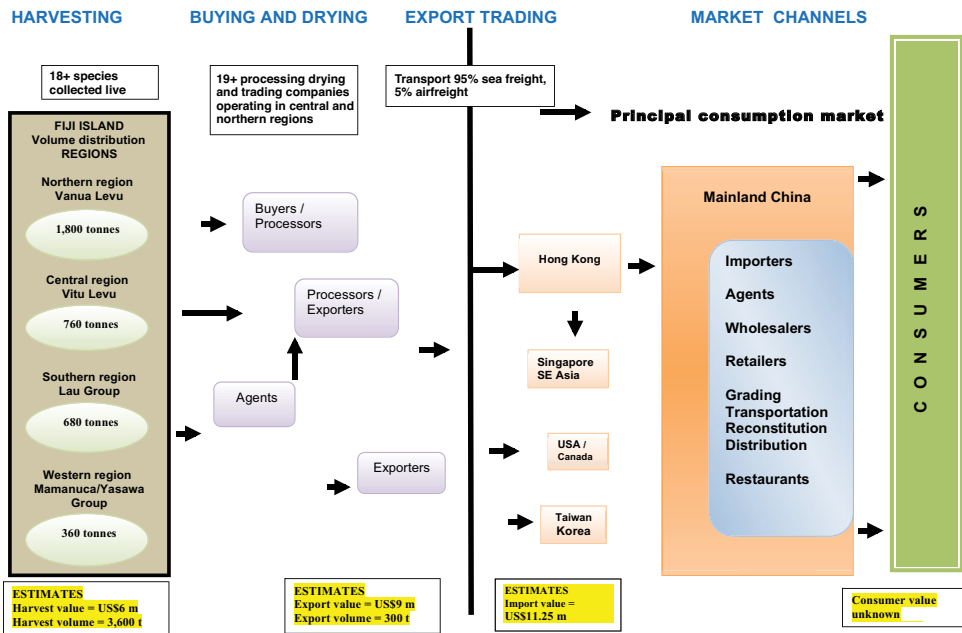 HARVESTING
BUYING AND DRYING
EXPORT TRADING
MARKET CHANNELS
18+ species
collected live
19+ processing drying
and trading companies
operating in central and
northern regions
Transport 95% sea freight,
5% airfreight
Principal consumption market
FIJI ISLAND
Volume distribution
REGIONS
Northern region
Vanua Levu
1,800 tonnes
Central region
Vitu Levu
760 tonnes
Southern region
Lau Group
680 tonnes
Western region
Mamanuca/Yasawa
Group
360 tonnes
Buyers /
Processors
Processors /
Exporters
Agents
Exporters
Hong Kong
Singapore
SE Asia
USA /
Canada
Taiwan
Korea
Mainland China
Importers
Agents
Wholesalers
Retailers
Grading
Transportation
Reconstitution
Distribution
Restaurants
CONSUMERS
ESTIMATES
Harvest value = US$6 m
Harvest volume = 3,600 t
ESTIMATES
Export value = US$9 m
Export volume = 300 t
ESTIMATES
Import value =
US$11.25 m
Consumer value
unknown